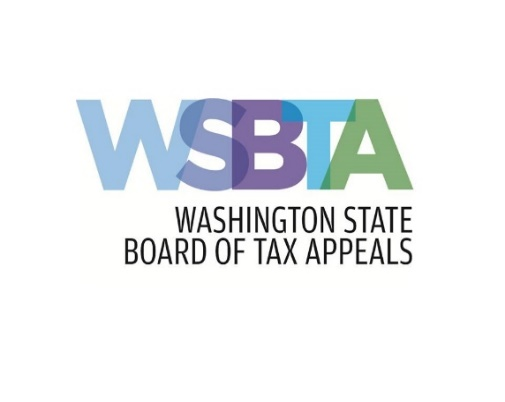 WSBTA
WASHINGTON STATE
BOARD OF TAX APPEALS